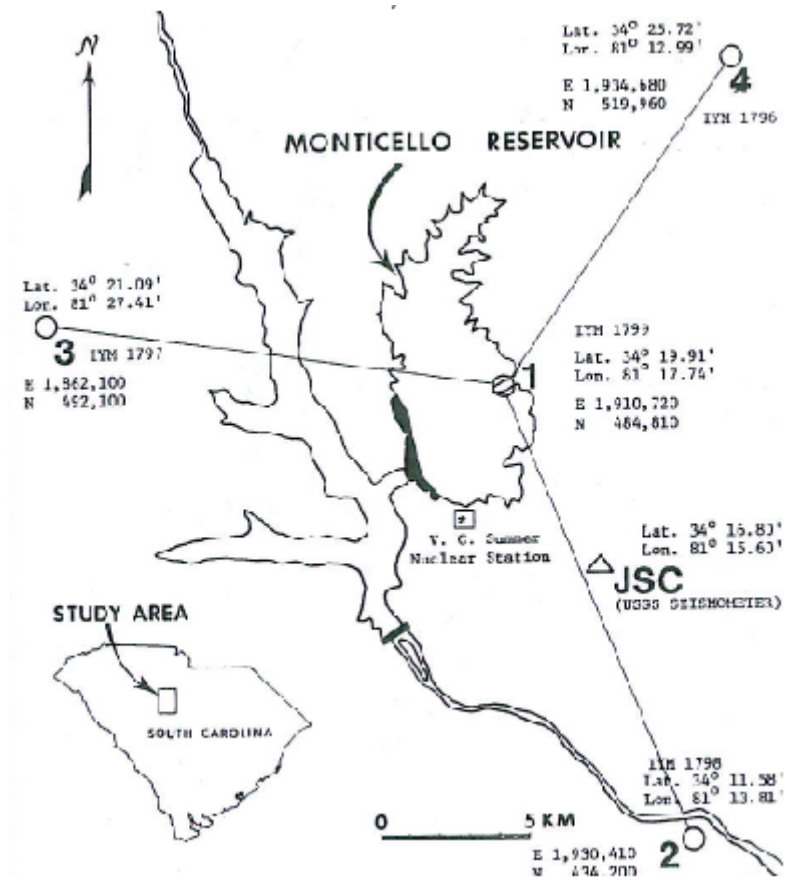 N
Lat. 34° 25.72'
Lon. 81° 12.99'
E 1,934,680
N 519,960
4
IYM 1796
MONTICELLO RESERVOIR
Lat. 34° 21.09'
Lon. 81° 27.41'
3 IYM 1797
E 1,862,100
N 492,300
1
IYM 1799
Lat. 34° 19.91'
Lon. 81° 17.74'
E 1,910,720
N 484,810
V. C. Summer
Nuclear Station
Lat. 34°
Lon. 81°
JSC
(USGS SEISMOMETER)
STUDY AREA
SOUTH CAROLINA
IYM 1798
Lat. 34° 11.58'
Lon. 81° 13.81'
0 5 KM
2
E 1,930,410
N 434,200